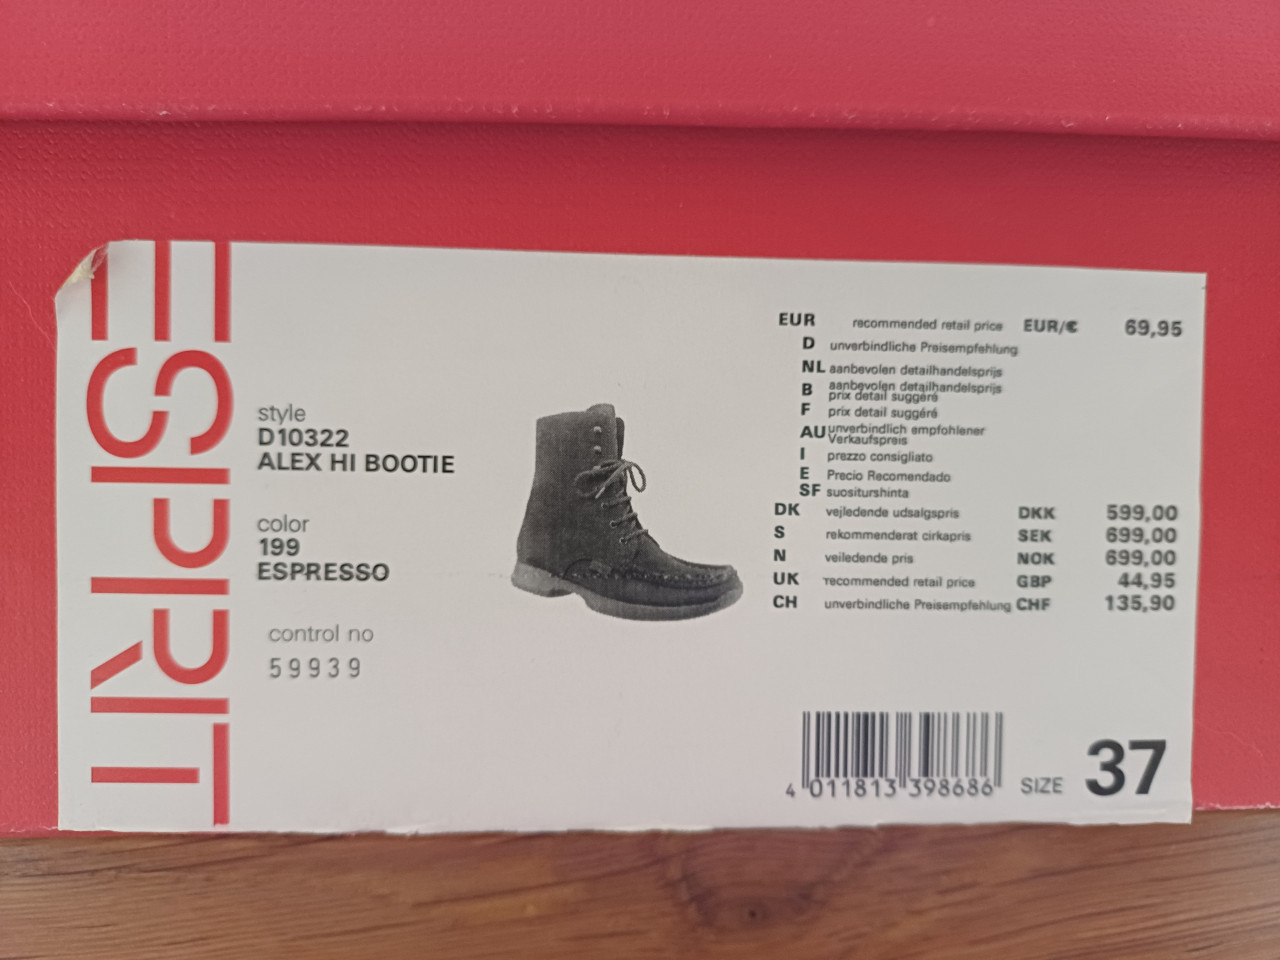 ESPRIT
style
D10322
ALEX HI BOOTIE
color
199
ESPRESSO
control no
59939
EUR recommended retail price EUR/€ 69,95
D unverbindliche Preisempfehlung
NL aanbevolen detailhandelsprijs
B aanbevolen detailhandelsprijs
prix detail suggéré
F prix detail suggéré
AU unverbindlich empfohlener
Verkaufspreis
I prezzo consigliato
E Precio Recomendado
SF suositurshinta
DK vejledende udsalgspris DKK 599,00
S rekommenderat cirkapris SEK 699,00
N veiledende pris NOK 699,00
UK recommended retail price GBP 44,95
CH unverbindliche Preisempfehlung CHF 135,90
4 011813 398686
SIZE 37